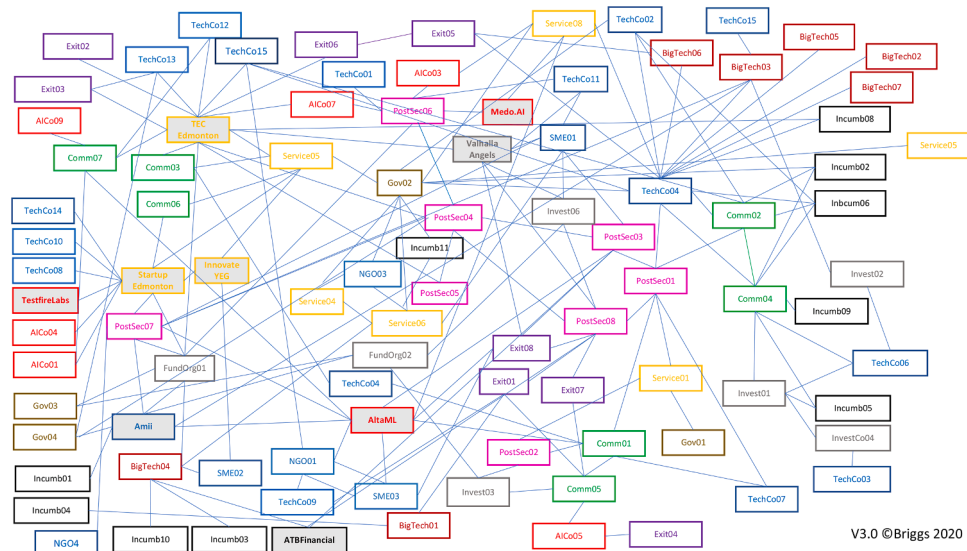 TechCo12
Service08
TechCo02
TechCo15
Exit02
TechCo15
Exit06
Exit05
BigTech06
BigTech05
TechCo13
TechCo01
AICo03
TechCo11
BigTech03
BigTech02
Exit03
AICo07
PostSec06
Medo.AI
BigTech07
AICo09
TEC
Edmonton
SME01
Incumb08
Comm07
Comm03
Service05
Valhalla
Angels
Service05
Incumb02
Gov02
TechCo04
Comm06
Inbcum06
TechCo14
PostSec04
Invest06
Comm02
TechCo10
Incumb11
PostSec03
TechCo08
Startup
Edmonton
Innovate
YEG
NGO03
PostSec01
Invest02
TestfireLabs
Service04
PostSec05
Comm04
Incumb09
AICo04
PostSec07
Service06
PostSec08
AICo01
FundOrg01
FundOrg02
Exit08
TechCo06
TechCo04
Exit01
Exit07
Service01
Invest01
Gov03
Incumb05
Gov04
Amii
AltaML
Comm01
Gov01
InvestCo04
BigTech04
SME02
NGO01
PostSec02
Incumb01
TechCo09
SME03
Invest03
Comm05
TechCo07
TechCo03
Incumb04
BigTech01
NGO4
Incumb10
Incumb03
ATBFinancial
AICo05
Exit04
V3.0 ©Briggs 2020